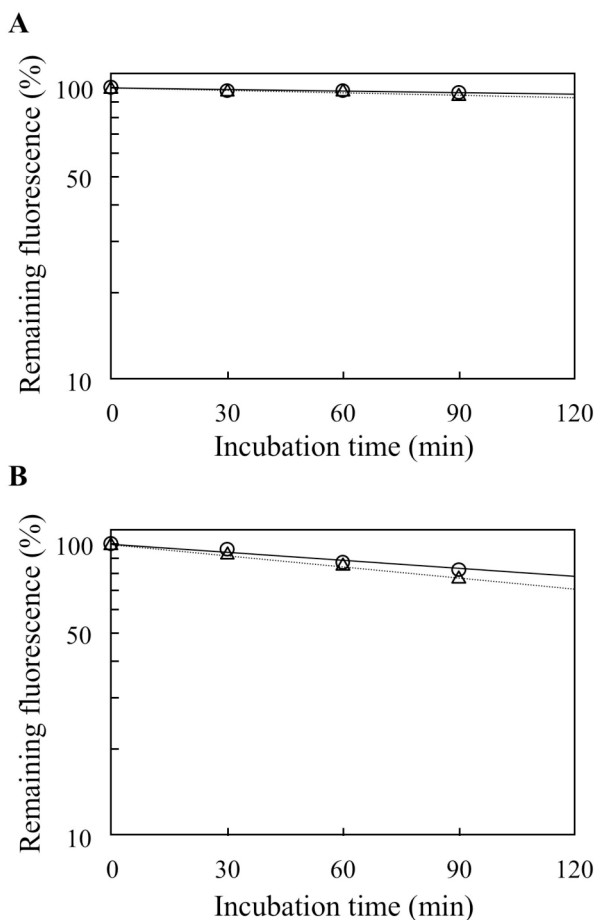 A
Remaining fluorescence (%)
100
50
10
0 30 60 90 120
Incubation time (min)
B
Remaining fluorescence (%)
100
50
10
0 30 60 90 120
Incubation time (min)